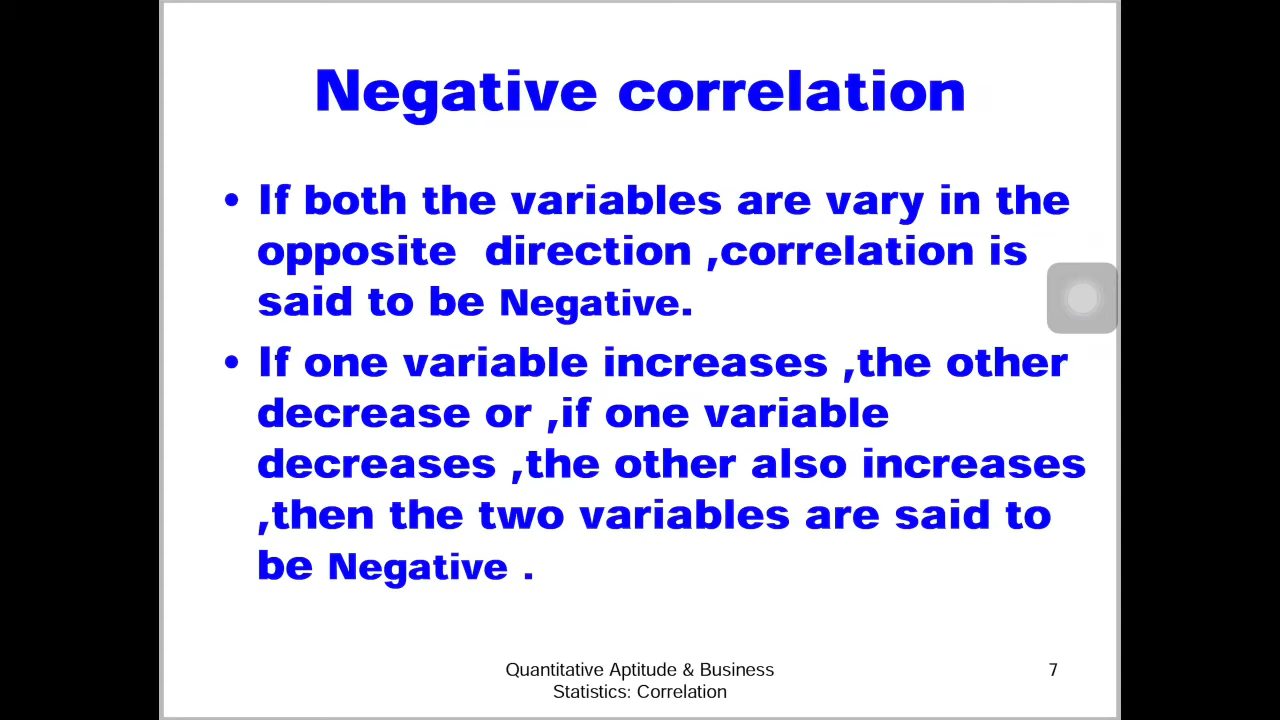 Negative correlation
• If both the variables are vary in the
opposite  direction ,correlation is
said to be Negative.
• If one variable increases ,the other
decrease or ,if one variable
decreases ,the other also increases
,then the two variables are said to
be Negative .
Quantitative Aptitude & Business
Statistics: Correlation
7